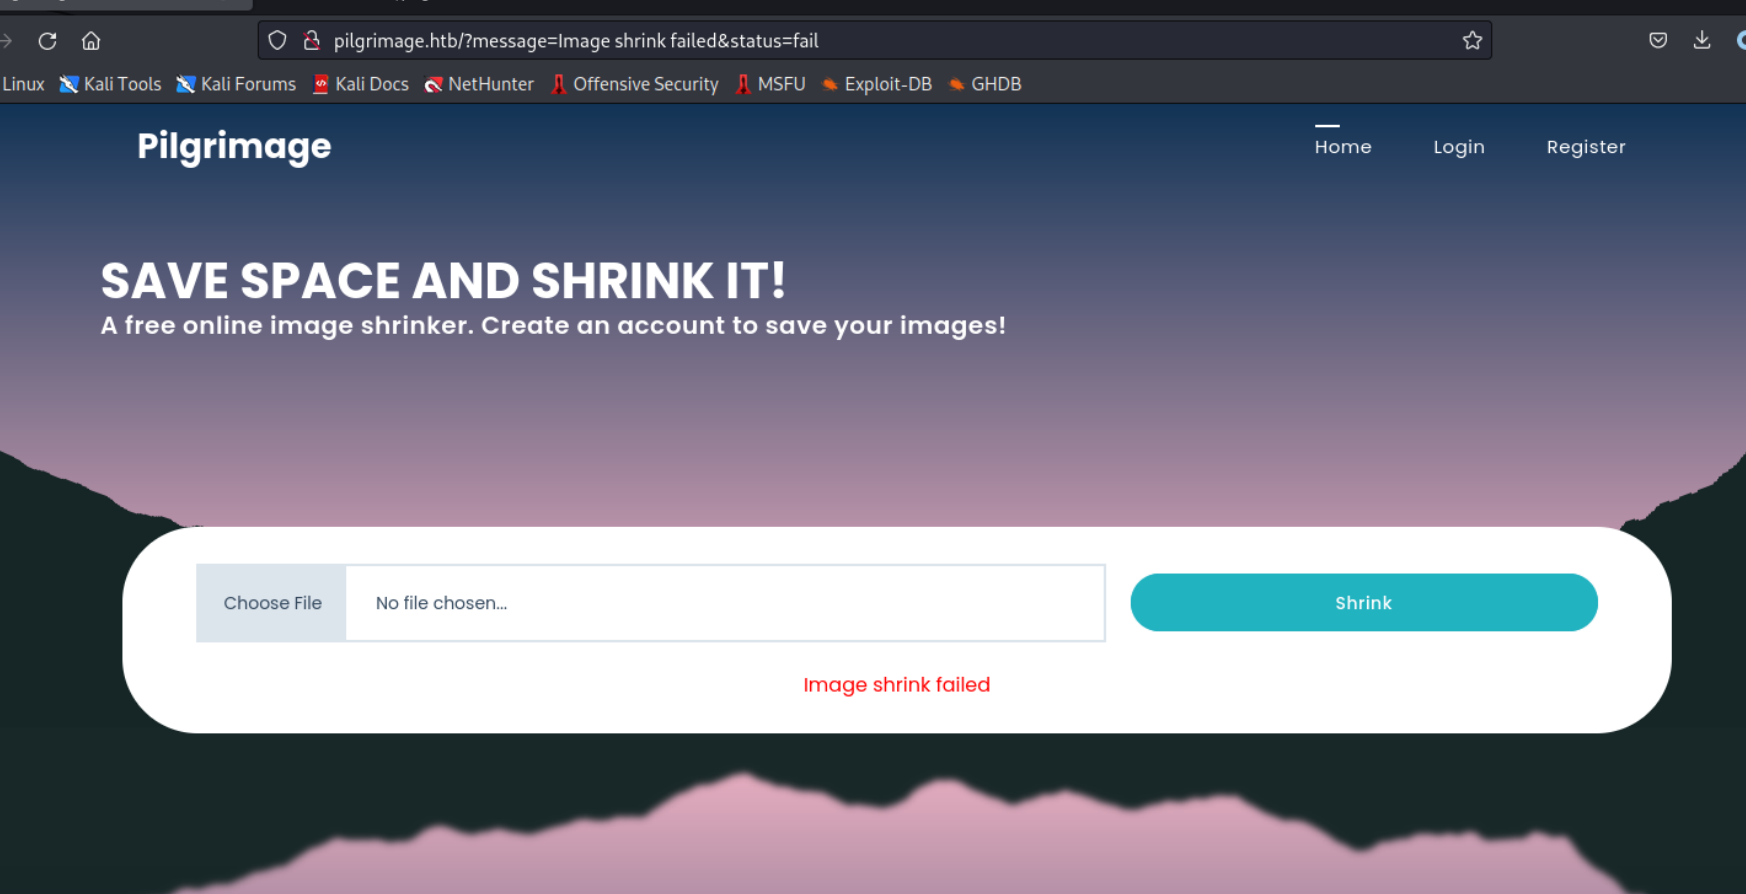 pilgrimage.htb/?message=Image shrink failed&status=fail
Linux Kali Tools Kali Forums Kali Docs NetHunter Offensive Security MSFU Exploit-DB GHDB
Pilgrimage
Home Login Register
SAVE SPACE AND SHRINK IT!
A free online image shrinker. Create an account to save your images!
Choose File No file chosen... Shrink
Image shrink failed